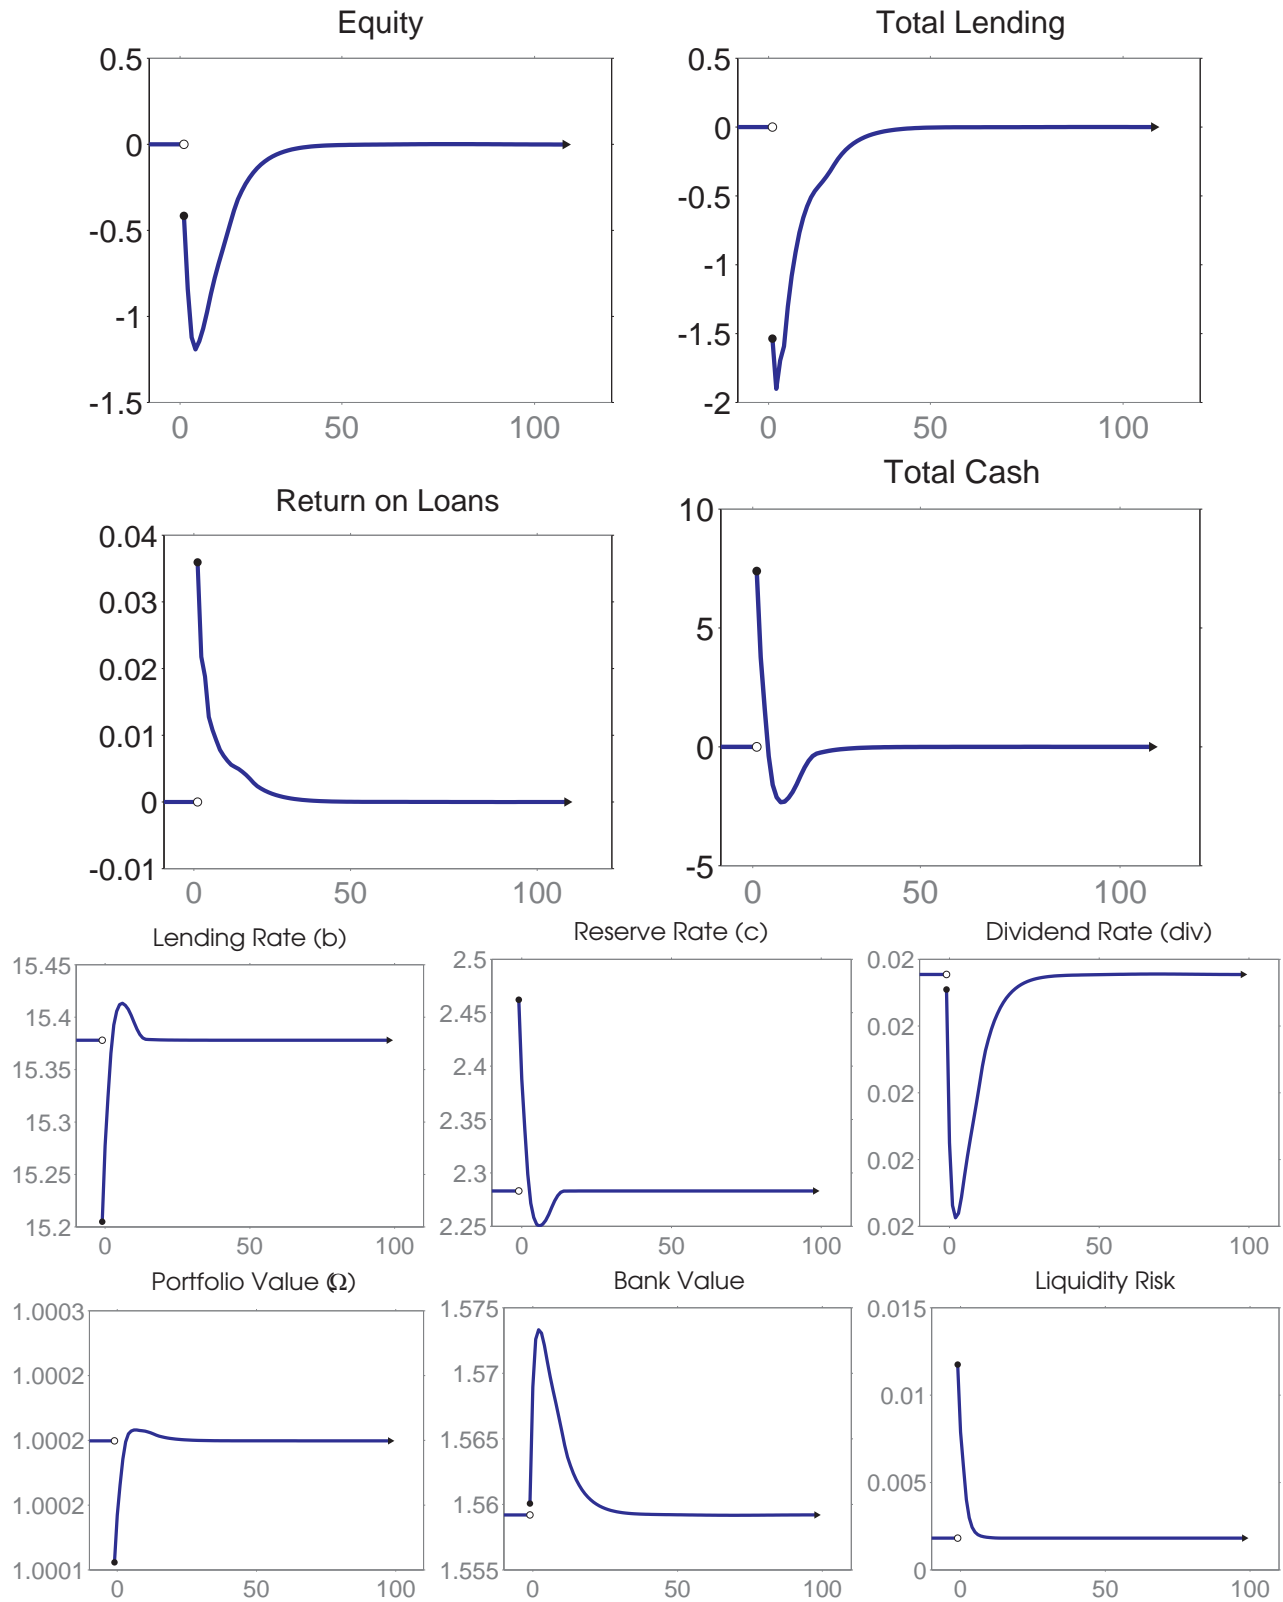 Equity
0.5
0
-0.5
-1
-1.5
0 50 100
Total Lending
0.5
0
-0.5
-1
-1.5
-2
0 50 100
Return on Loans
0.04
0.03
0.02
0.01
0
-0.01
0 50 100
Total Cash
10
5
0
-5
0 50 100
Lending Rate (b)
15.45
15.4
15.35
15.3
15.25
15.2
0 50 100
Reserve Rate (c)
2.5
2.45
2.4
2.35
2.3
2.25
0 50 100
Dividend Rate (div)
0.02
0.02
0.02
0.02
0.02
0 50 100
Portfolio Value (Ω)
1.0003
1.0002
1.0002
1.0002
1.0001
0 50 100
Bank Value
1.575
1.57
1.565
1.56
1.555
0 50 100
Liquidity Risk
0.015
0.01
0.005
0
0 50 100